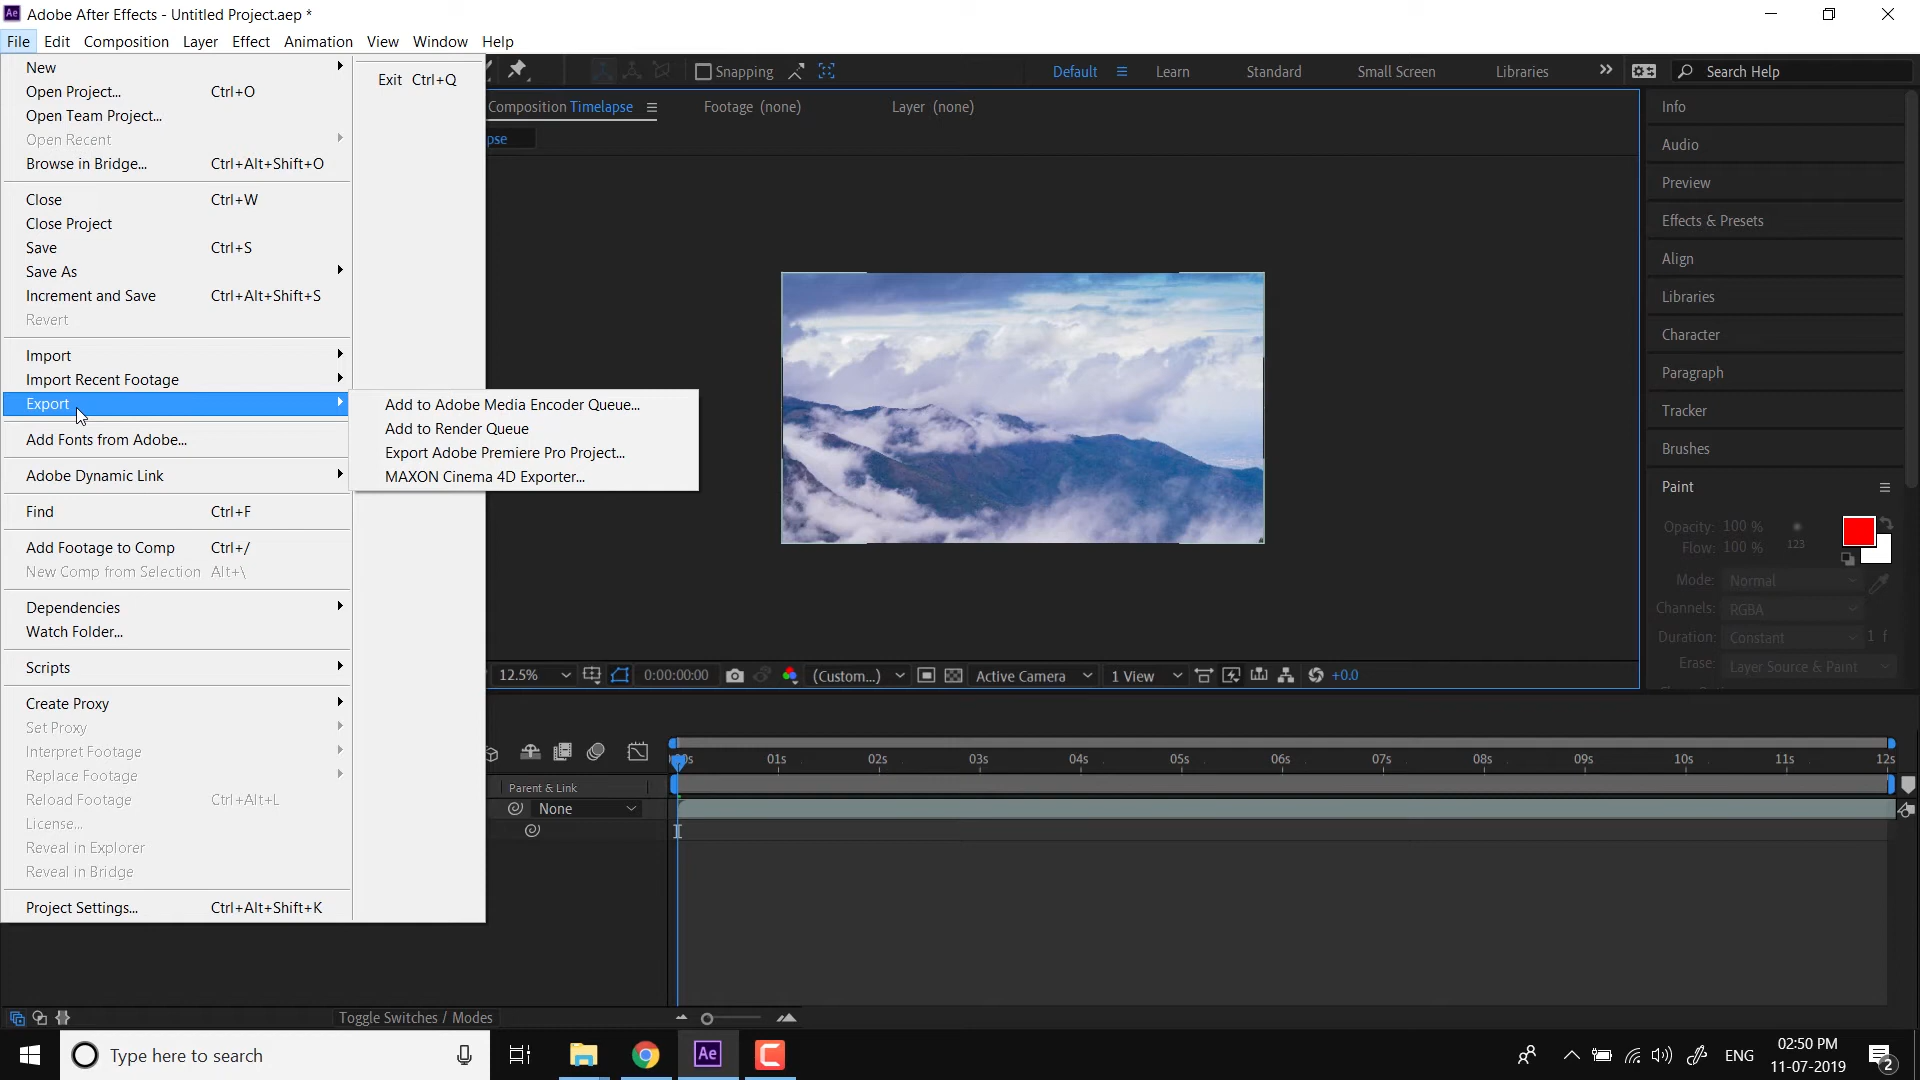 Ae Adobe After Effects - Untitled Project.aep *
File Edit Composition Layer Effect Animation View Window Help
New
Open Project... Ctrl+O
Open Team Project...
Open Recent
Browse in Bridge... Ctrl+Alt+Shift+O
Close Ctrl+W
Close Project
Save Ctrl+S
Save As
Increment and Save Ctrl+Alt+Shift+S
Revert
Import
Import Recent Footage
Export
Add Fonts from Adobe...
Adobe Dynamic Link
Find Ctrl+F
Add Footage to Comp Ctrl+/
New Comp from Selection Alt+\
Dependencies
Watch Folder...
Scripts
Create Proxy
Set Proxy
Interpret Footage
Replace Footage
Reload Footage Ctrl+Alt+L
License...
Reveal in Explorer
Reveal in Bridge
Project Settings... Ctrl+Alt+Shift+K
Exit Ctrl+Q
Add to Adobe Media Encoder Queue...
Add to Render Queue
Export Adobe Premiere Pro Project...
MAXON Cinema 4D Exporter...
Snapping
Default Learn Standard Small Screen Libraries Search Help
Composition Timelapse Footage (none) Layer (none)
pse
Info
Audio
Preview
Effects & Presets
Align
Libraries
Character
Paragraph
Tracker
Brushes
Paint
Opacity: 100 %
Flow: 100 % 123
Mode: Normal
Channels: RGBA
Duration: Constant 1 f
Erase: Layer Source & Paint
12.5% 0:00:00:00 (Custom...) Active Camera 1 View +0.0
01s 02s 03s 04s 05s 06s 07s 08s 09s 10s 11s 12s
Parent & Link
None
Toggle Switches / Modes
Type here to search Ae ENG 02:50 PM
11-07-2019 2